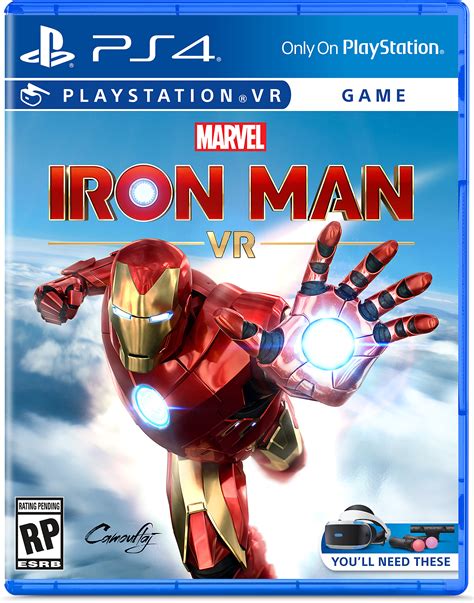 PS4
Only On PlayStation®
PLAYSTATION®VR
GAME
MARVEL
IRON MAN
VR
RATING PENDING
RP
ESRB
Camouflaj
YOU'LL NEED THESE